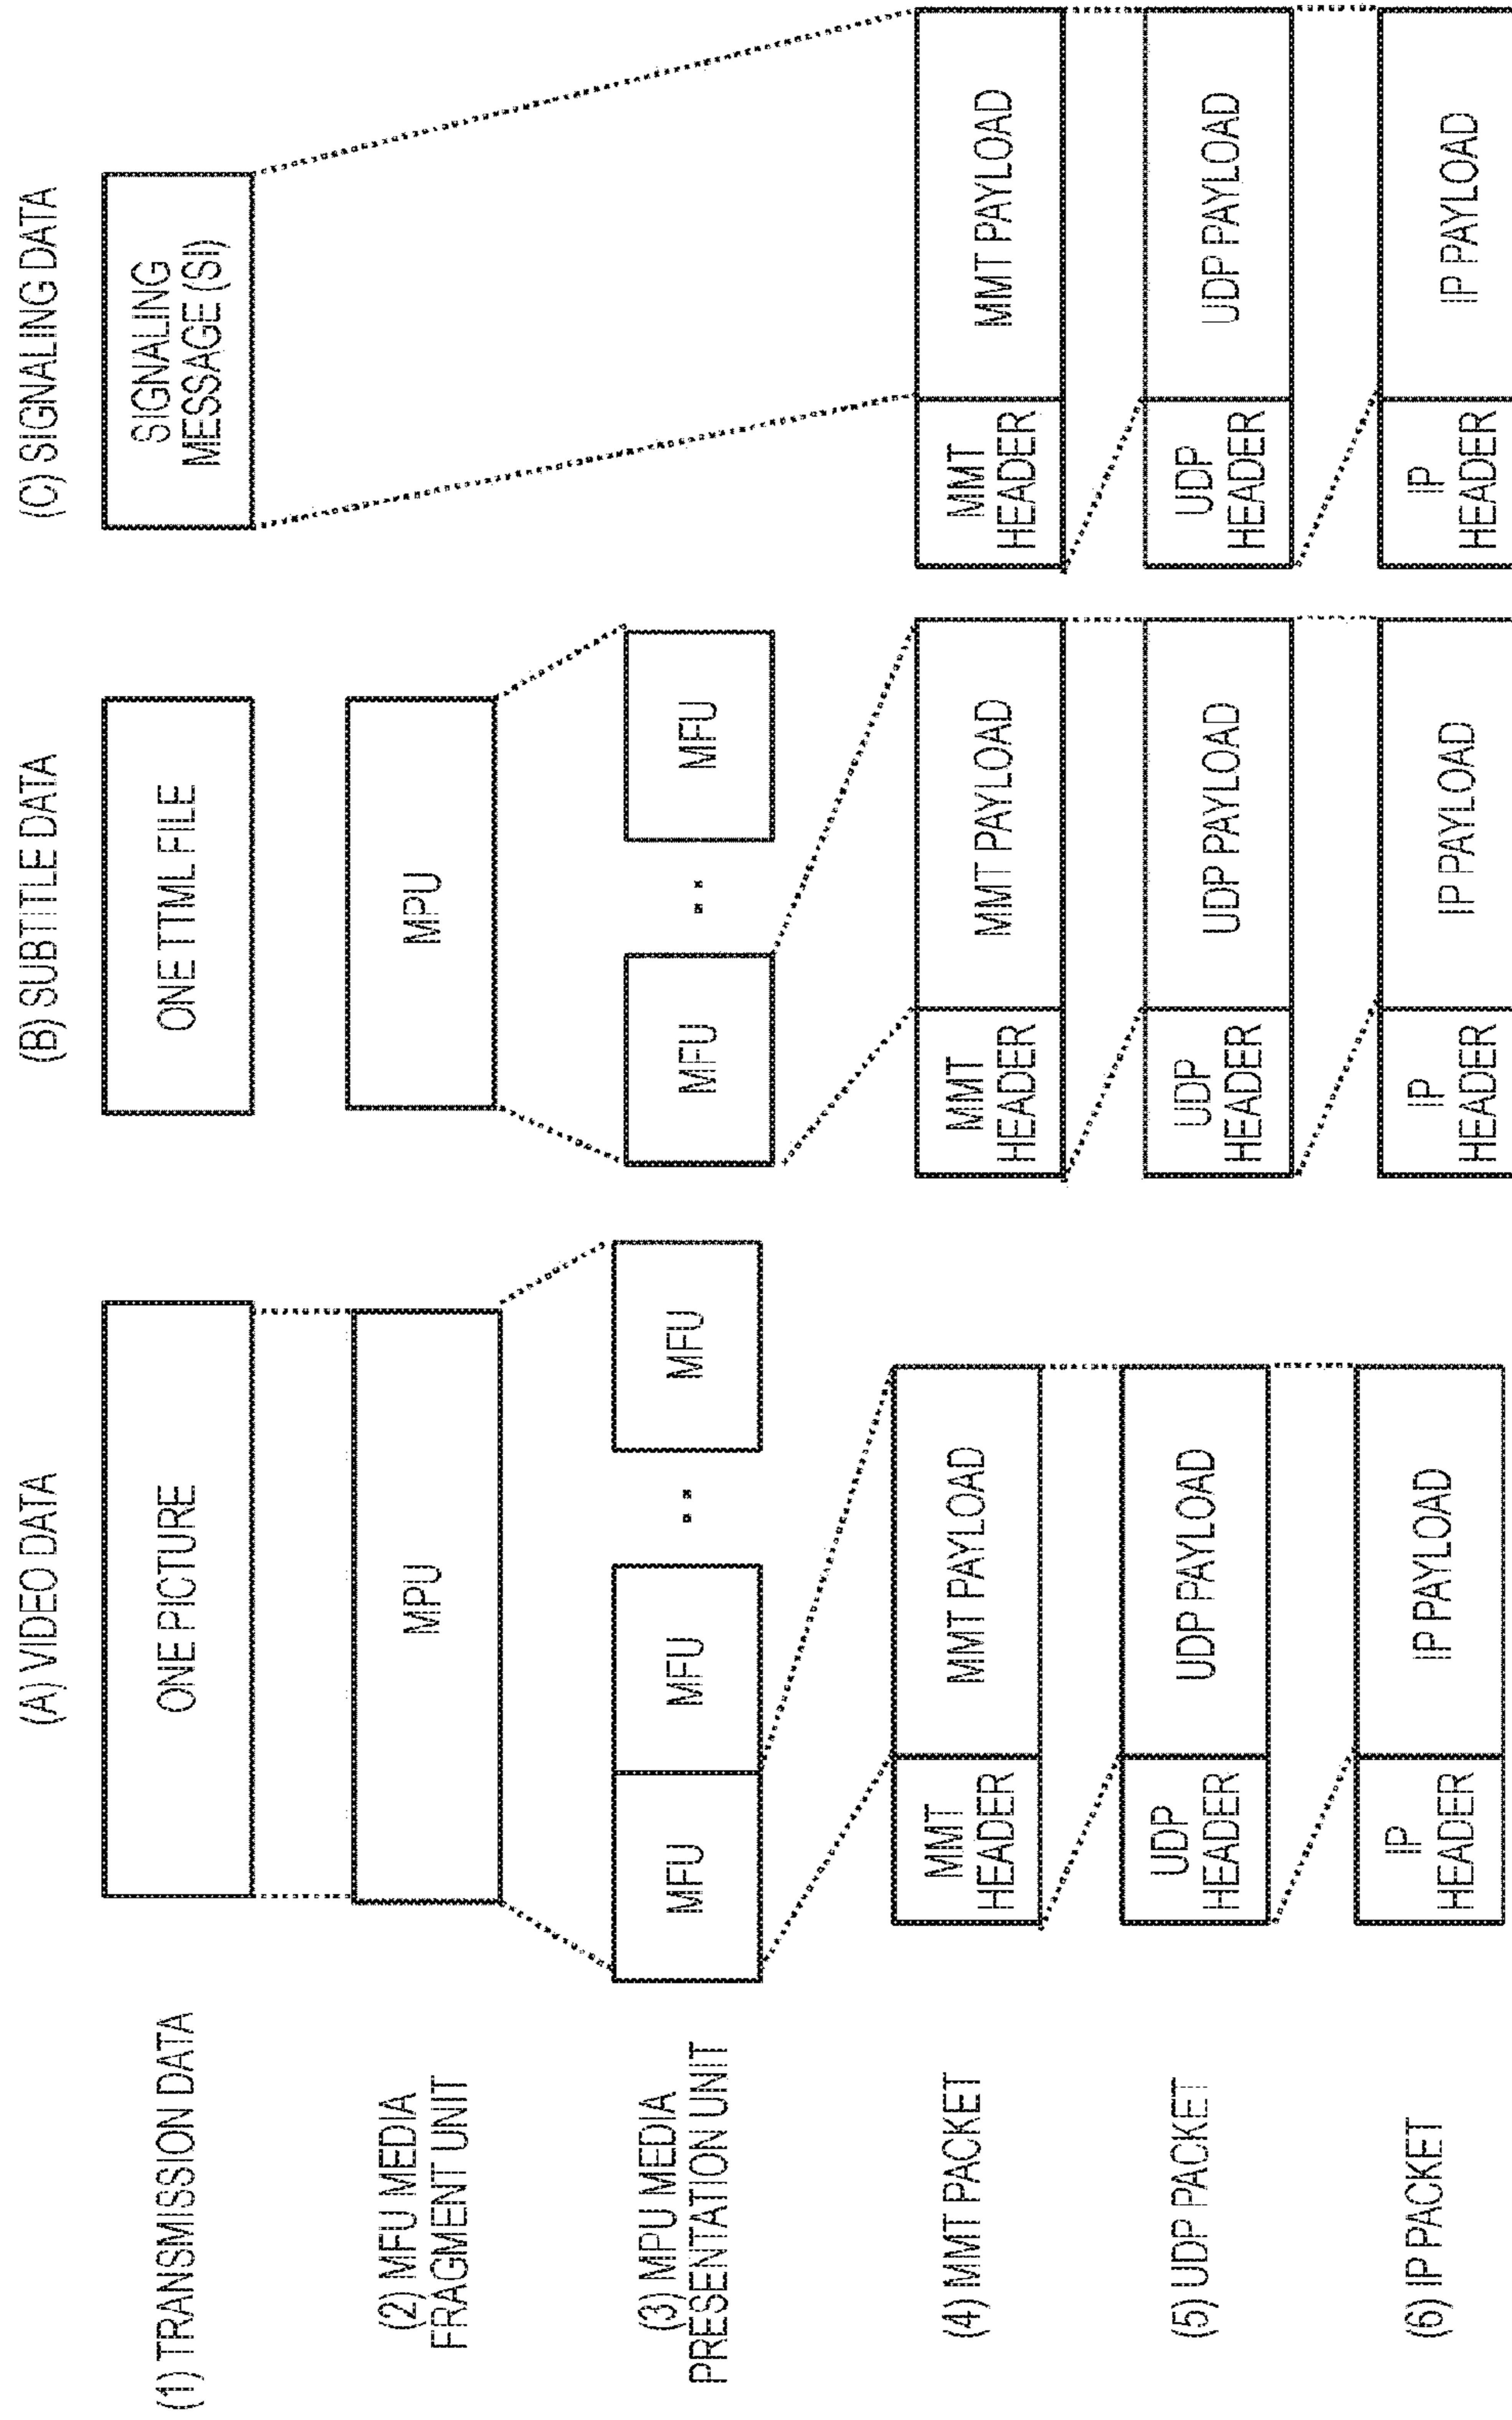 (A) VIDEO DATA
(B) SUBTITLE DATA
(C) SIGNALING DATA
(1) TRANSMISSION DATA
ONE PICTURE
ONE TTML FILE
SIGNALING
MESSAGE (SI)
(2) MFU MEDIA
FRAGMENT UNIT
MPU
MPU
(3) MPU MEDIA
PRESENTATION UNIT
MFU
MFU
MFU
MFU
MFU
(4) MMT PACKET
MMT
HEADER
MMT PAYLOAD
MMT
HEADER
MMT PAYLOAD
MMT
HEADER
MMT PAYLOAD
(5) UDP PACKET
UDP
HEADER
UDP PAYLOAD
UDP
HEADER
UDP PAYLOAD
UDP
HEADER
UDP PAYLOAD
(6) IP PACKET
IP
HEADER
IP PAYLOAD
IP
HEADER
IP PAYLOAD
IP
HEADER
IP PAYLOAD